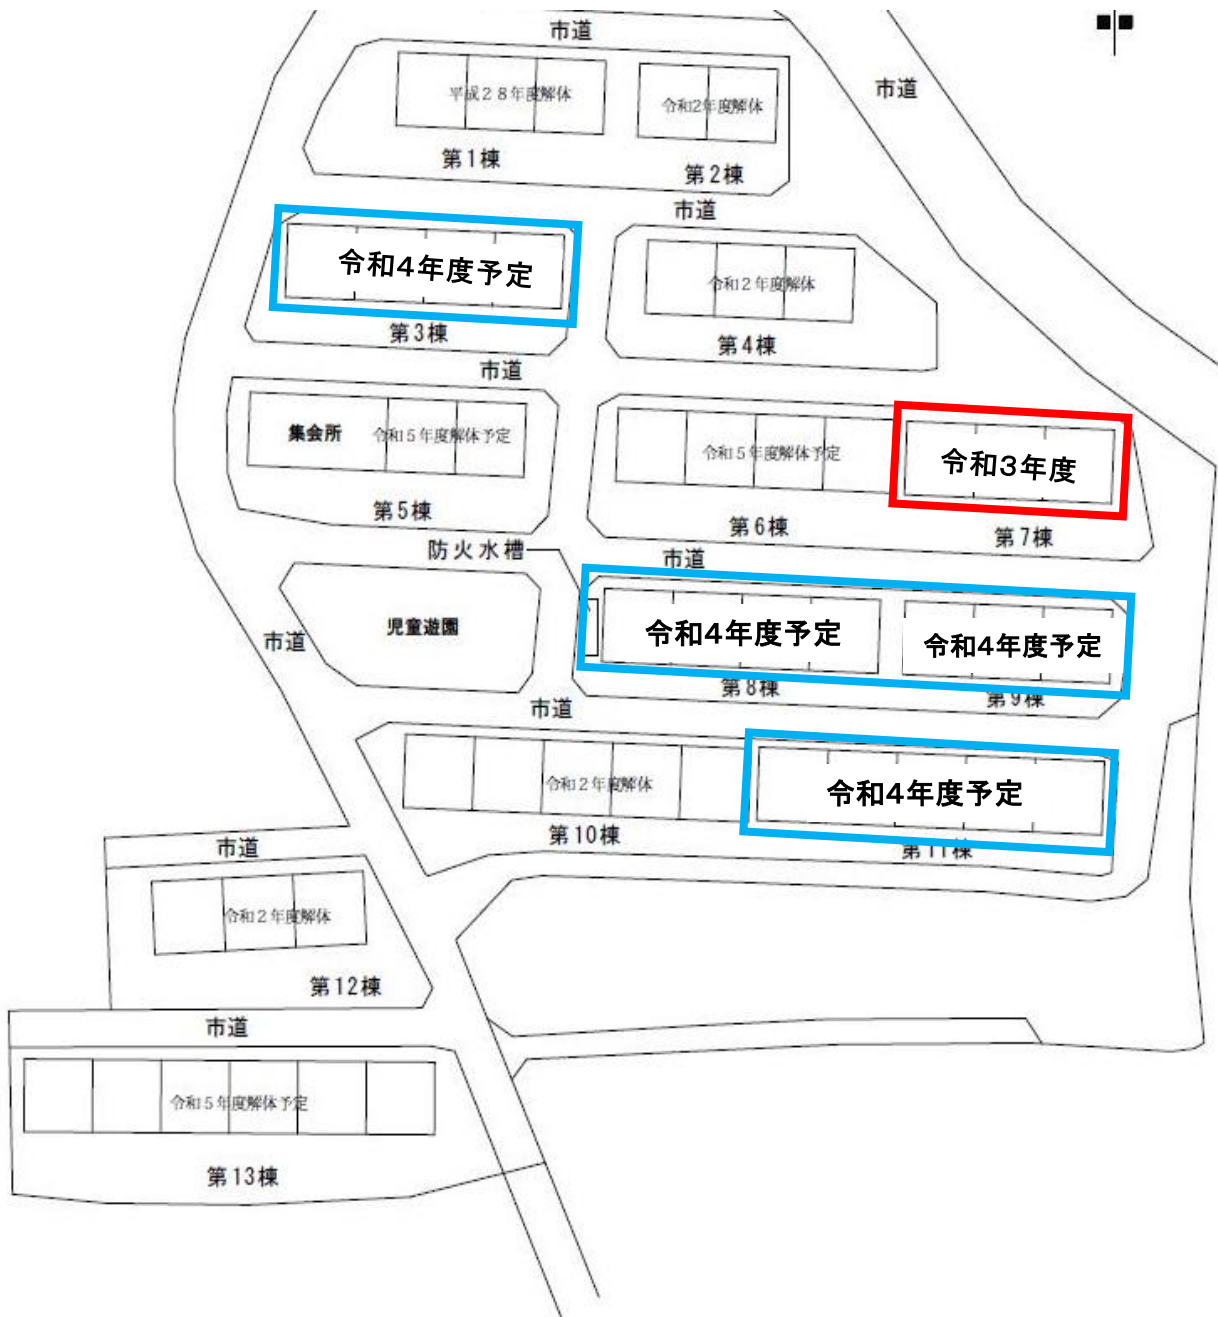 市道
市道
平成２８年度解体
令和2年度解体
第1棟
第2棟
市道
令和4年度予定
令和２年度解体
第3棟
第4棟
市道
集会所
令和５年度解体予定
令和５年度解体予定
令和3年度
第5棟
第6棟
第7棟
防火水槽
市道
児童遊園
市道
令和4年度予定
令和4年度予定
第8棟
第9棟
市道
令和２年度解体
令和4年度予定
第10棟
第11棟
市道
令和２年度解体
第12棟
市道
令和５年度解体予定
第13棟